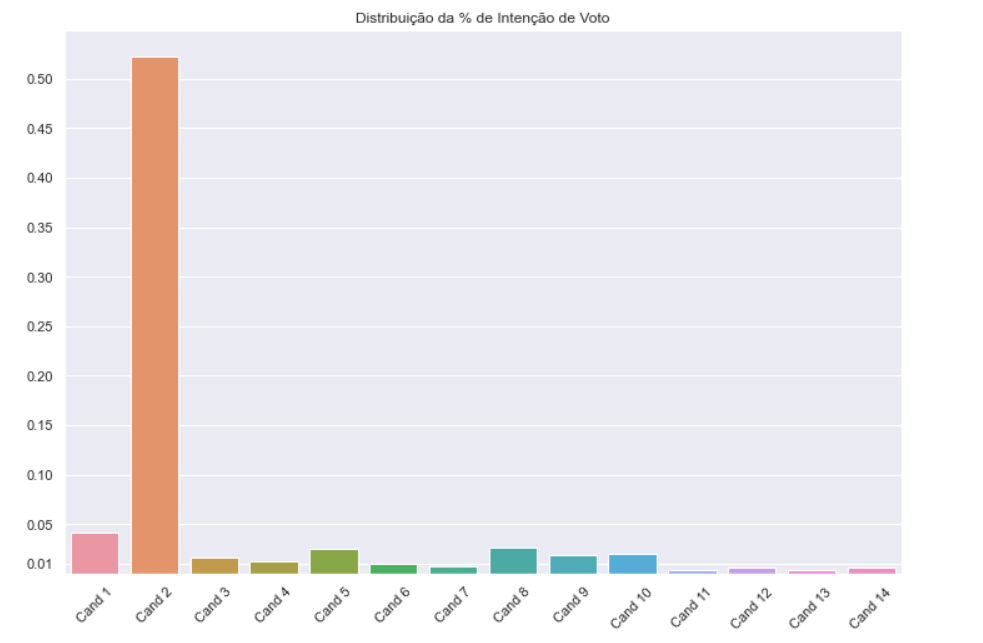 Distribuição da % de Intenção de Voto
0.50
0.45
0.40
0.35
0.30
0.25
0.20
0.15
0.10
0.05
0.01
Cand 1
Cand 2
Cand 3
Cand 4
Cand 5
Cand 6
Cand 7
Cand 8
Cand 9
Cand 10
Cand 11
Cand 12
Cand 13
Cand 14